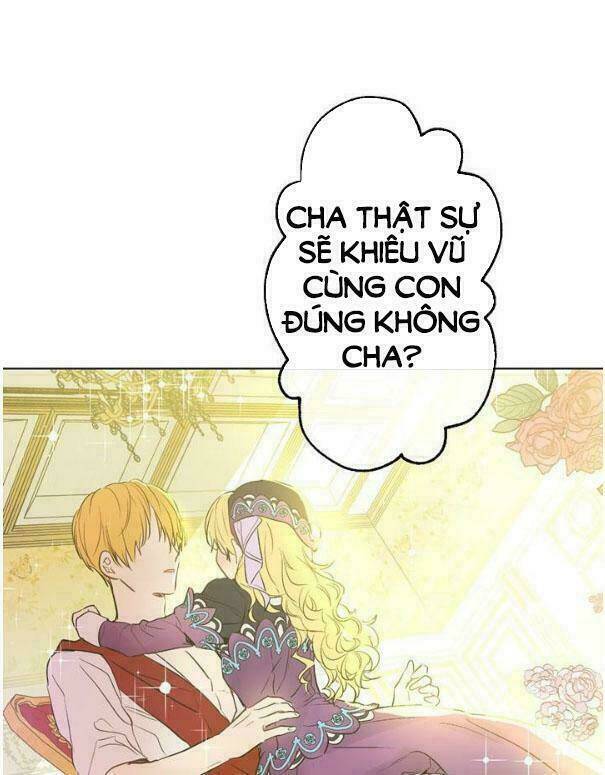 CHA THẬT SỰ
SẼ KHIÊU VŨ
CÙNG CON
ĐÚNG KHÔNG
CHA?